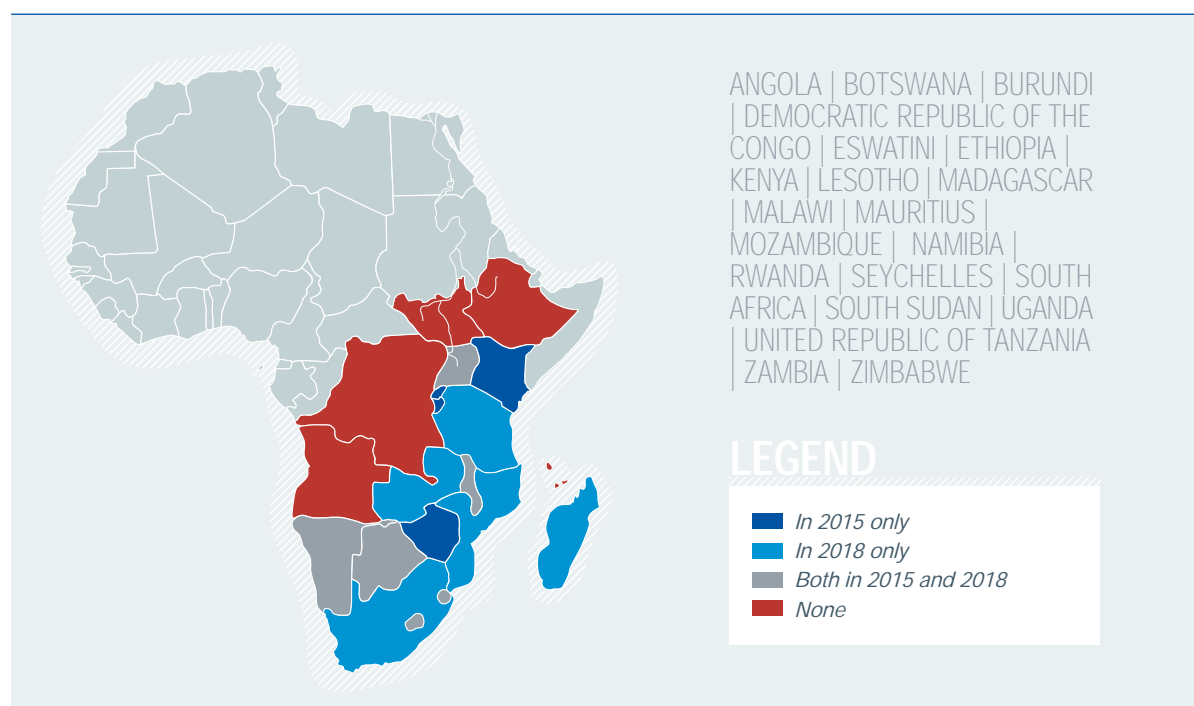 ANGOLA | BOTSWANA | BURUNDI
| DEMOCRATIC REPUBLIC OF THE
CONGO | ESWATINI | ETHIOPIA |
KENYA | LESOTHO | MADAGASCAR
| MALAWI | MAURITIUS |
MOZAMBIQUE | NAMIBIA |
RWANDA | SEYCHELLES | SOUTH
AFRICA | SOUTH SUDAN | UGANDA
| UNITED REPUBLIC OF TANZANIA
| ZAMBIA | ZIMBABWE
LEGEND
In 2015 only
In 2018 only
Both in 2015 and 2018
None